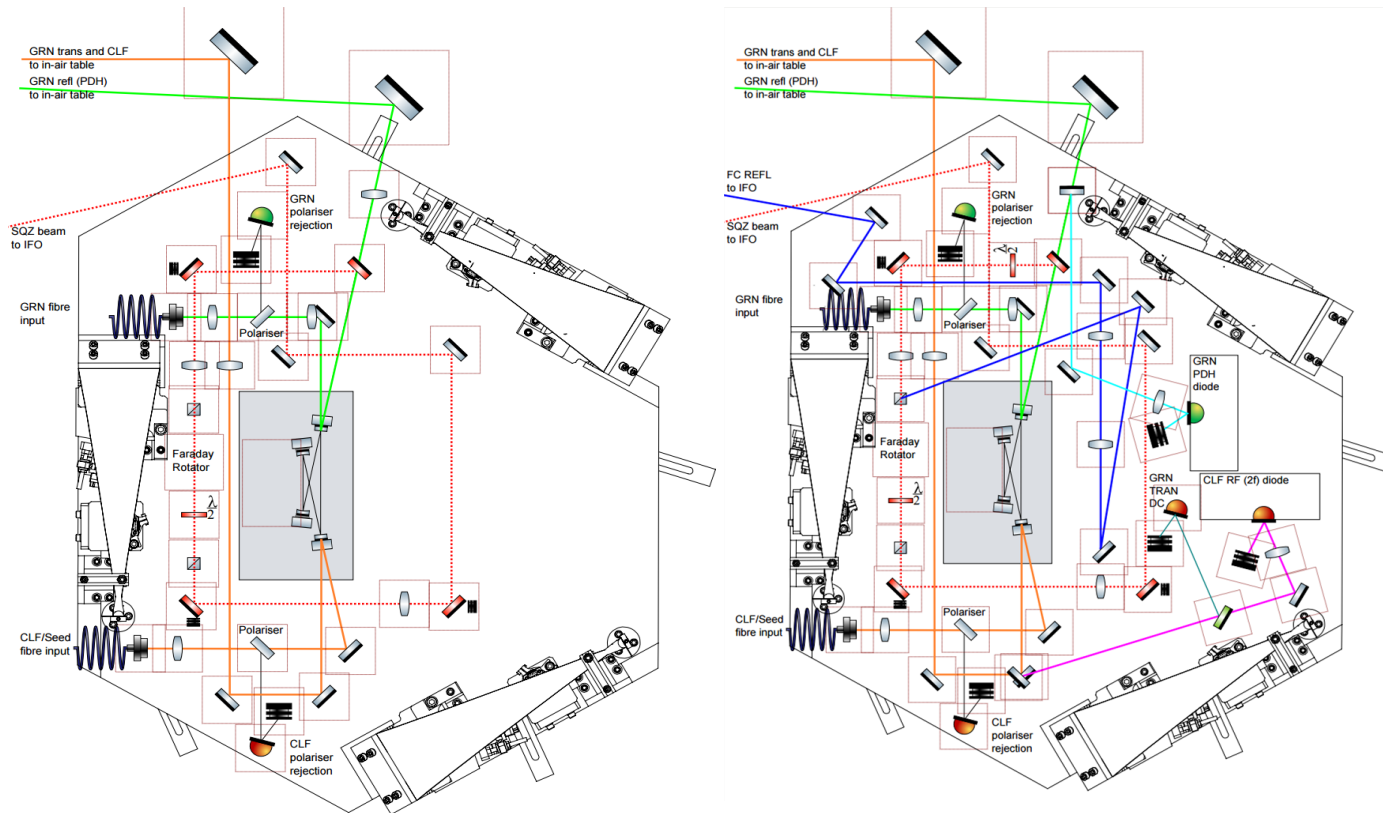 GRN trans and CLF
to in-air table
GRN refl (PDH)
to in-air table
GRN
polariser
rejection
SQZ beam
to IFO
GRN fibre
input
Polariser
Faraday
Rotator
λ
2
CLF/Seed
fibre input
Polariser
CLF
polariser
rejection
GRN trans and CLF
to in-air table
GRN refl (PDH)
to in-air table
FC REFL
to IFO
GRN
polariser
rejection
SQZ beam
to IFO
λ
2
GRN fibre
input
Polariser
GRN
PDH
diode
Faraday
Rotator
GRN
TRAN
DC
CLF RF (2f) diode
λ
2
CLF/Seed
fibre input
Polariser
CLF
polariser
rejection